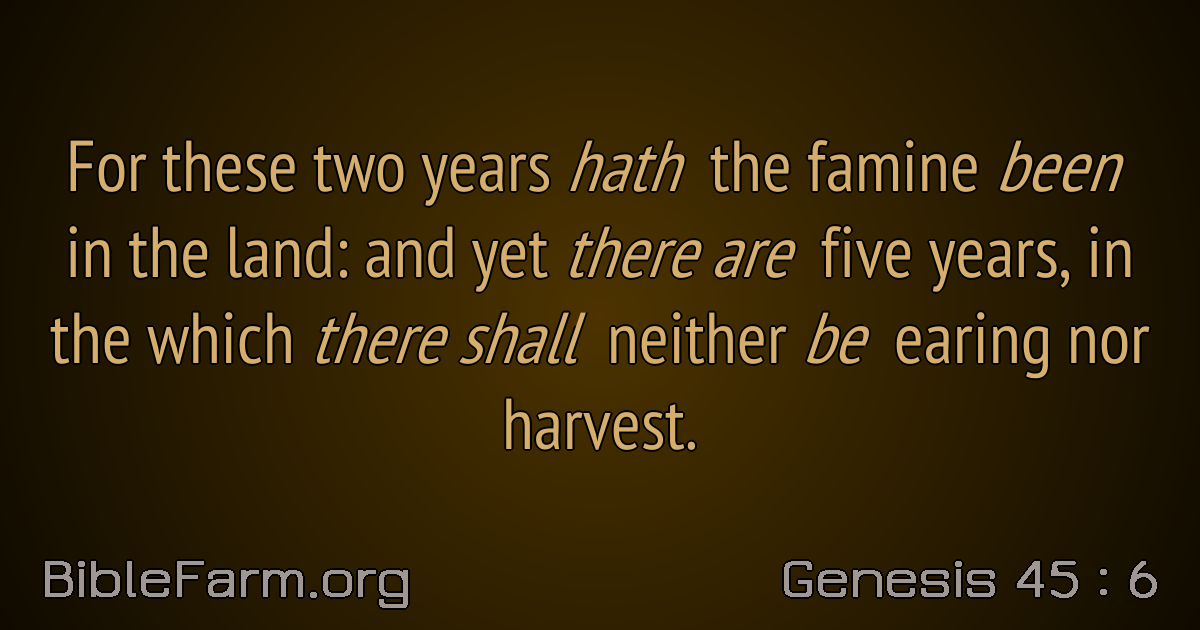 For these two years hath the famine been
in the land: and yet there are five years, in
the which there shall neither be earing nor
harvest.
BibleFarm.org
Genesis 45 : 6